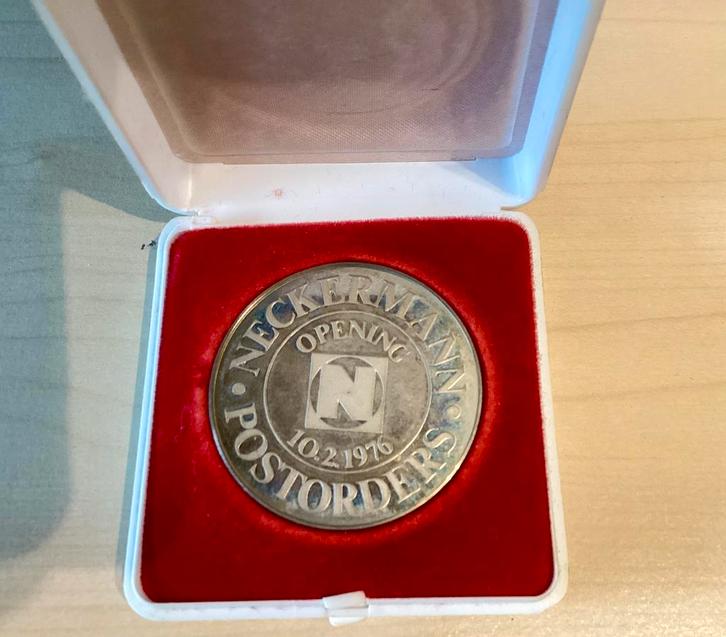 NECKERMANN
OPENING
N
10.2.1976
POSTORDERS